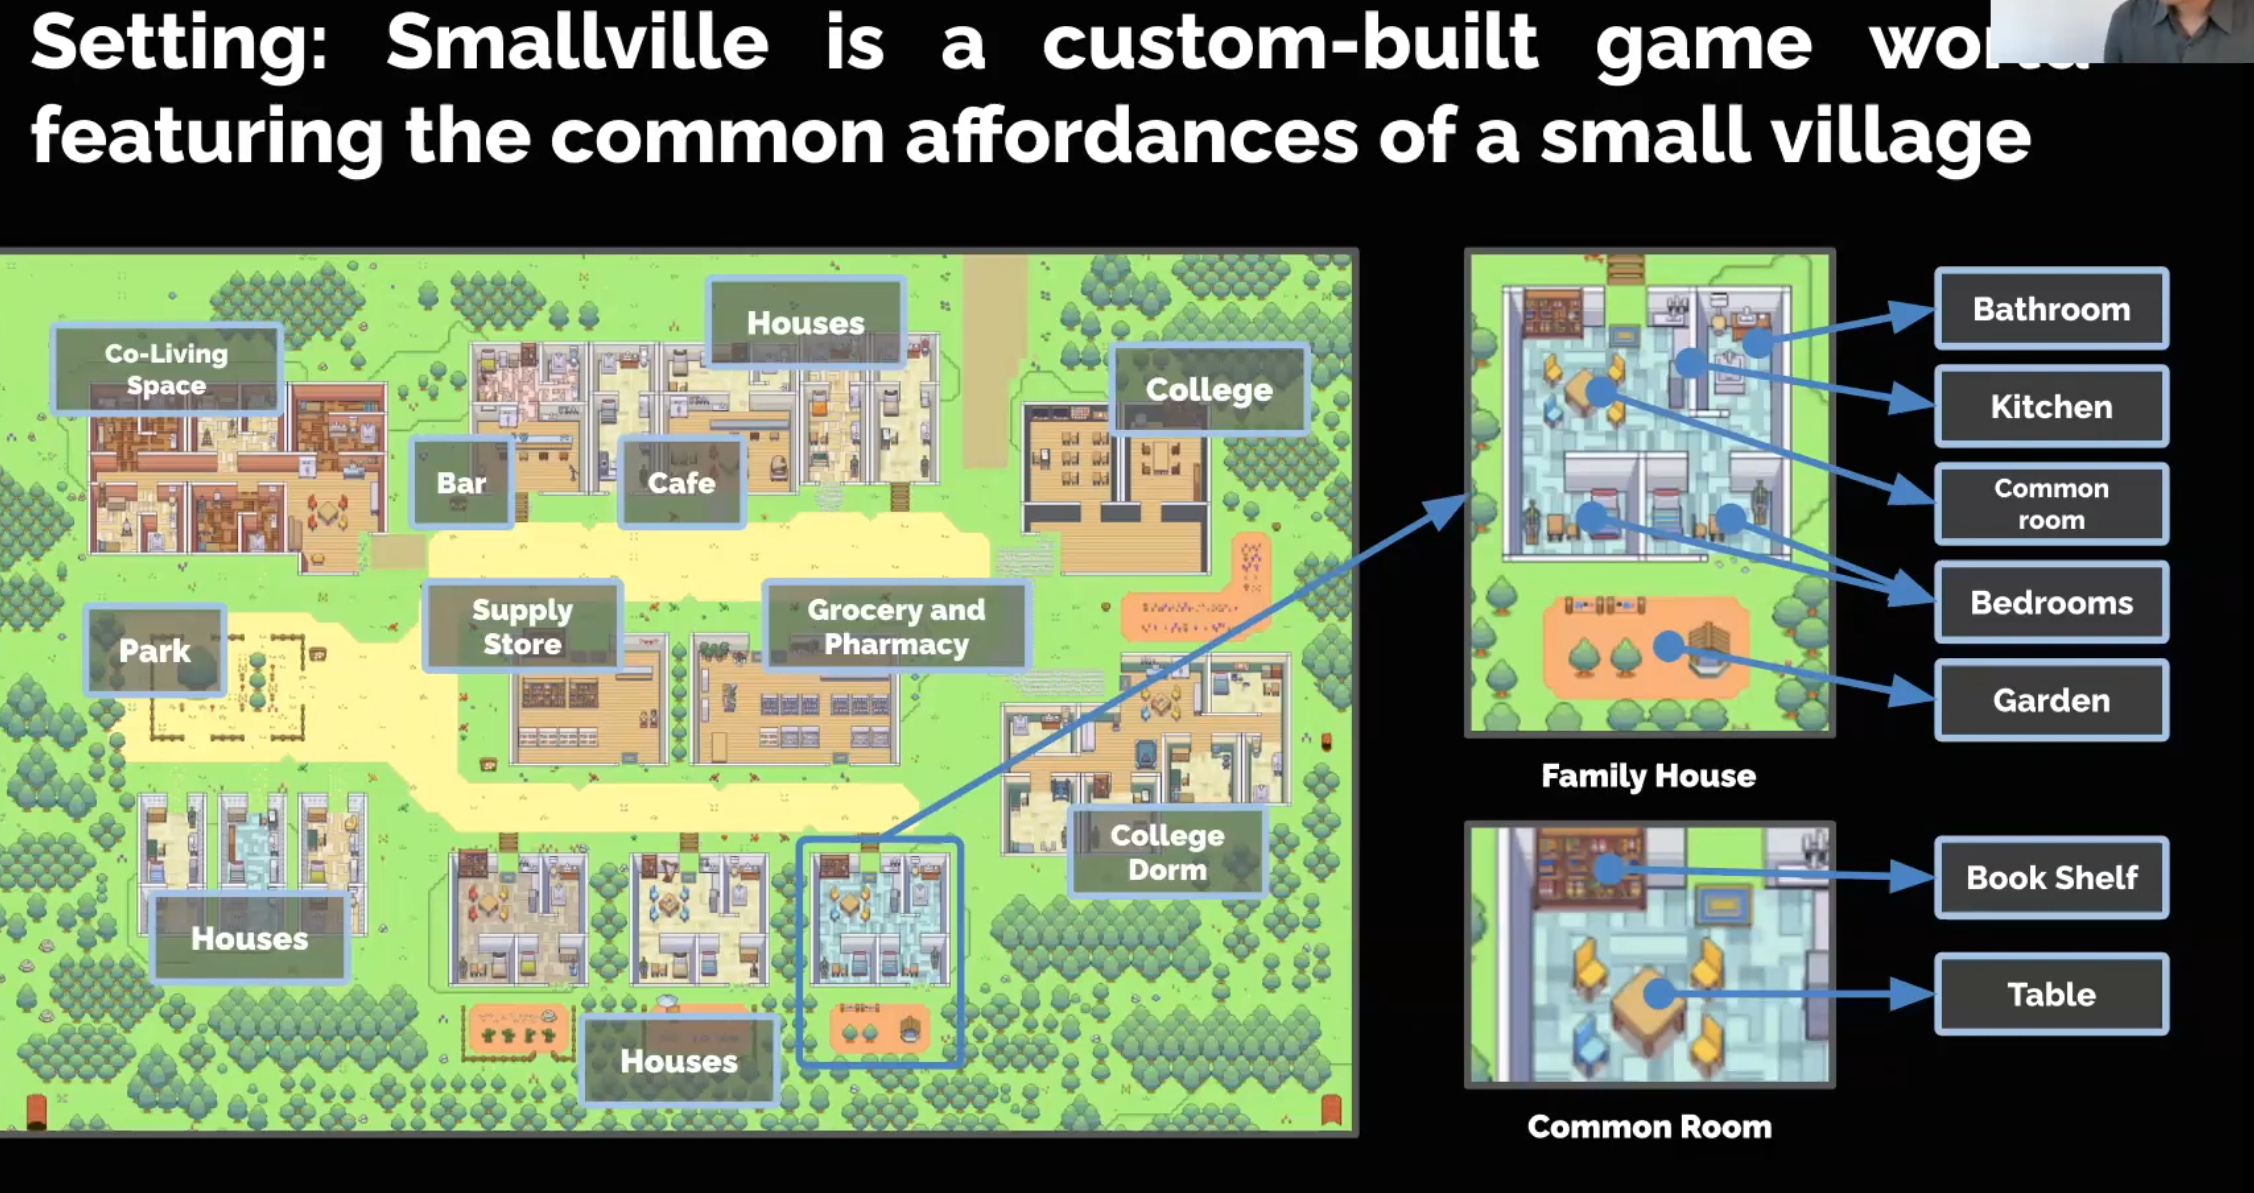 Setting: Smallville is a custom-built game world
featuring the common affordances of a small village
Houses
Co-Living
Space
College
Bar
Cafe
Supply
Store
Grocery and
Pharmacy
Park
College
Dorm
Houses
Houses
Bathroom
Kitchen
Common
room
Bedrooms
Garden
Family House
Book Shelf
Table
Common Room